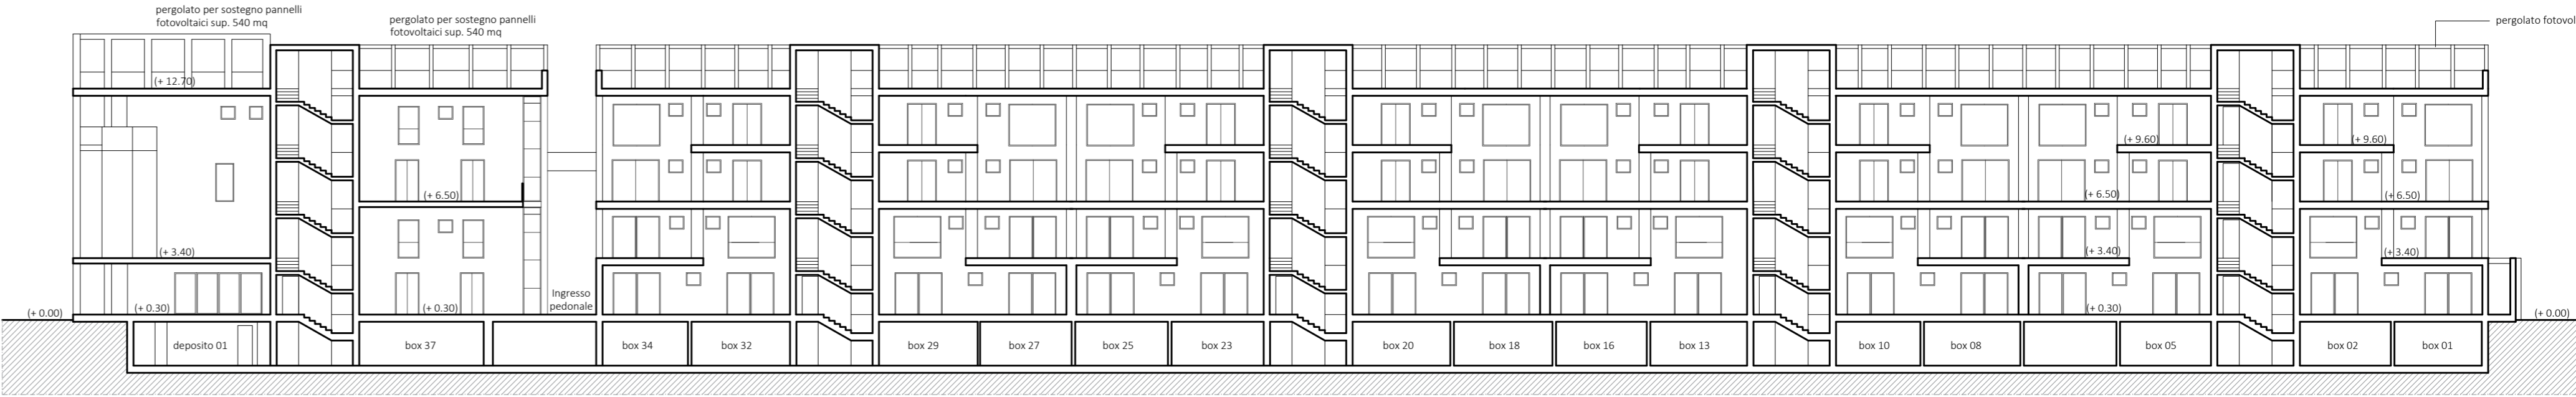 pergolato per sostegno pannelli
fotovoltaici sup. 540 mq
pergolato per sostegno pannelli
fotovoltaici sup. 540 mq
pergolato fotovol
(+ 12.70)
(+ 9.60)
(+ 9.60)
(+ 6.50)
(+ 6.50)
(+ 6.50)
(+ 3.40)
(+ 3.40)
(+ 3.40)
(+ 0.00)
(+ 0.30)
(+ 0.30)
Ingresso
pedonale
(+ 0.30)
(+ 0.00)
deposito 01
box 37
box 34
box 32
box 29
box 27
box 25
box 23
box 20
box 18
box 16
box 13
box 10
box 08
box 05
box 02
box 01